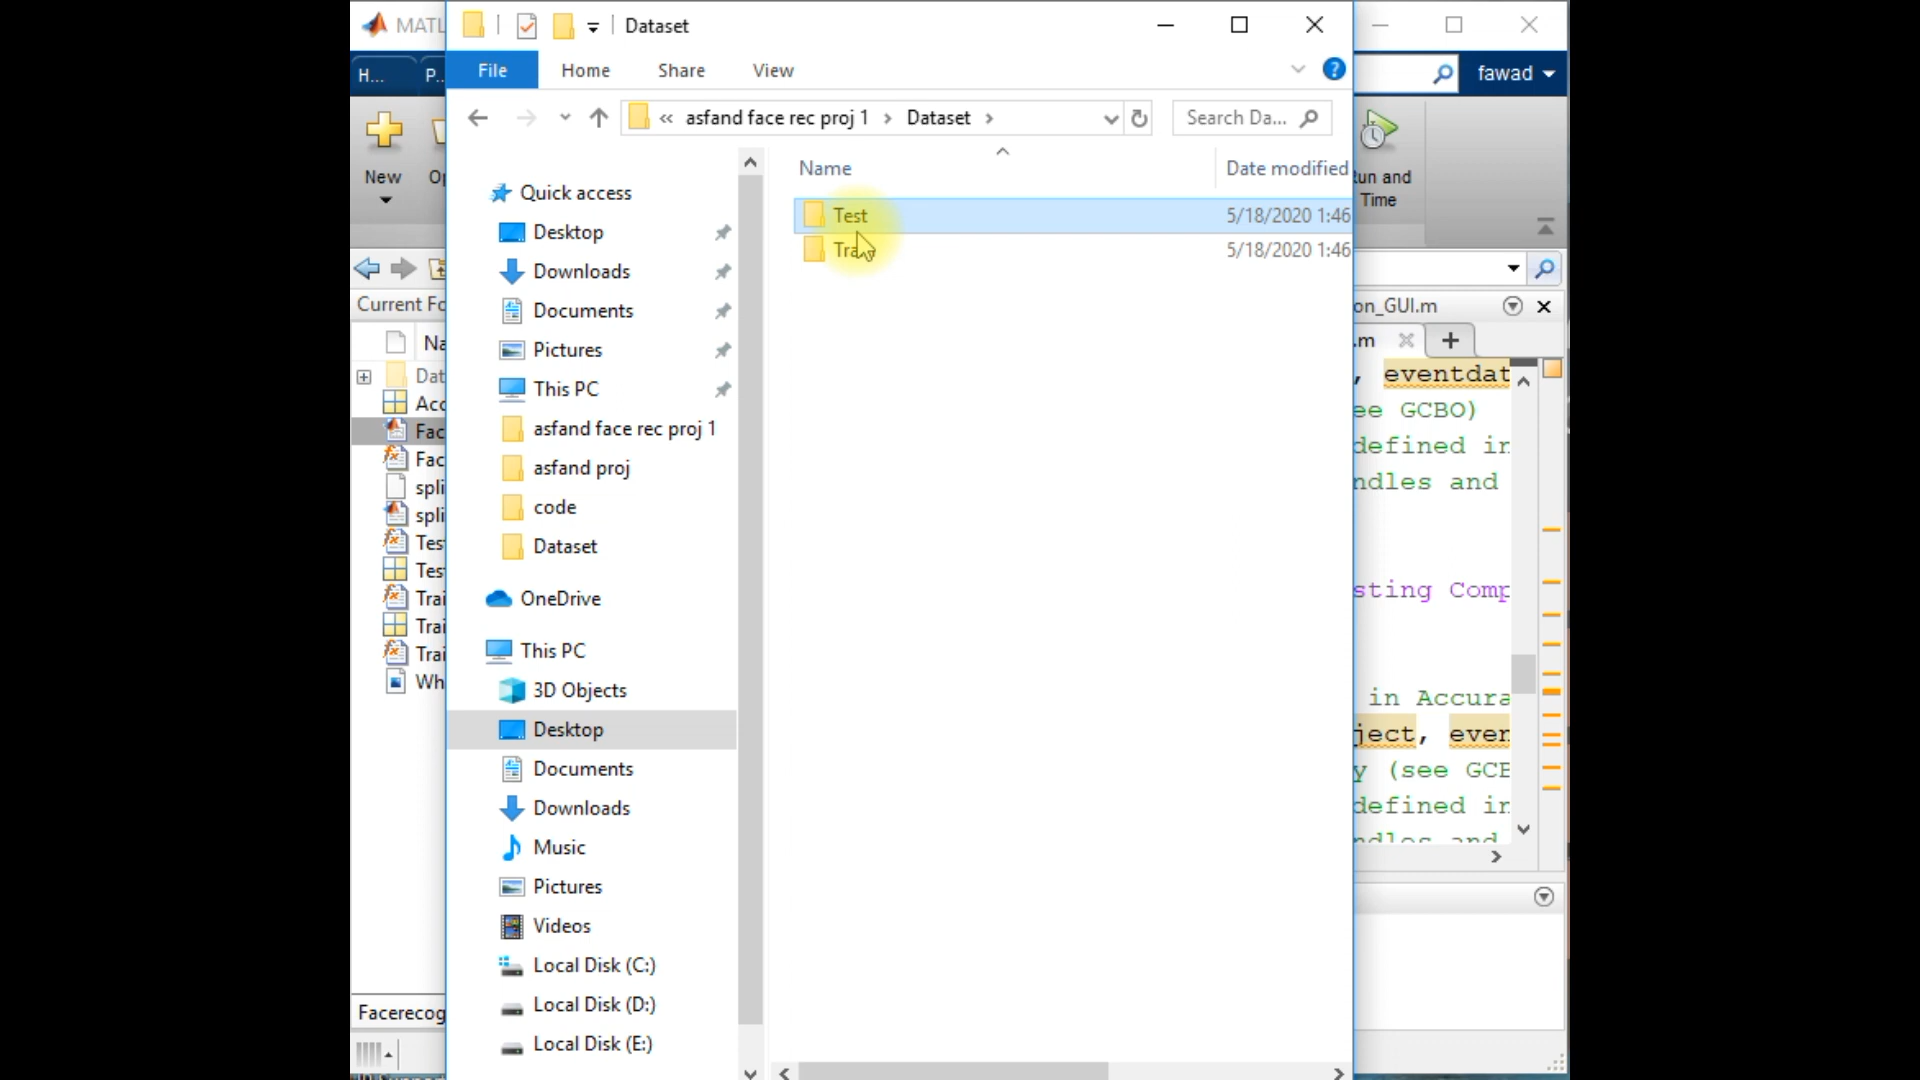 MATL
Dataset
H...
P...
File
Home
Share
View
?
fawad
« asfand face rec proj 1 › Dataset ›
Search Da...
New
Op
un and
Time
Name
Date modified
Test
5/18/2020 1:46
5/18/2020 1:46
Quick access
Desktop
Downloads
Documents
Pictures
This PC
asfand face rec proj 1
asfand proj
code
Dataset
OneDrive
This PC
3D Objects
Desktop
Documents
Downloads
Music
Pictures
Videos
Local Disk (C:)
Local Disk (D:)
Local Disk (E:)
Current Fo
Na
Dat
Acc
Fac
Fac
spli
spli
Tes
Tes
Trai
Trai
Trai
Wh
Facerecog
on_GUI.m
.m
+
, eventdat
ee GCBO)
defined in
ndles and
sting Comp
in Accura
ject, even
y (see GCB
defined in
ndles and